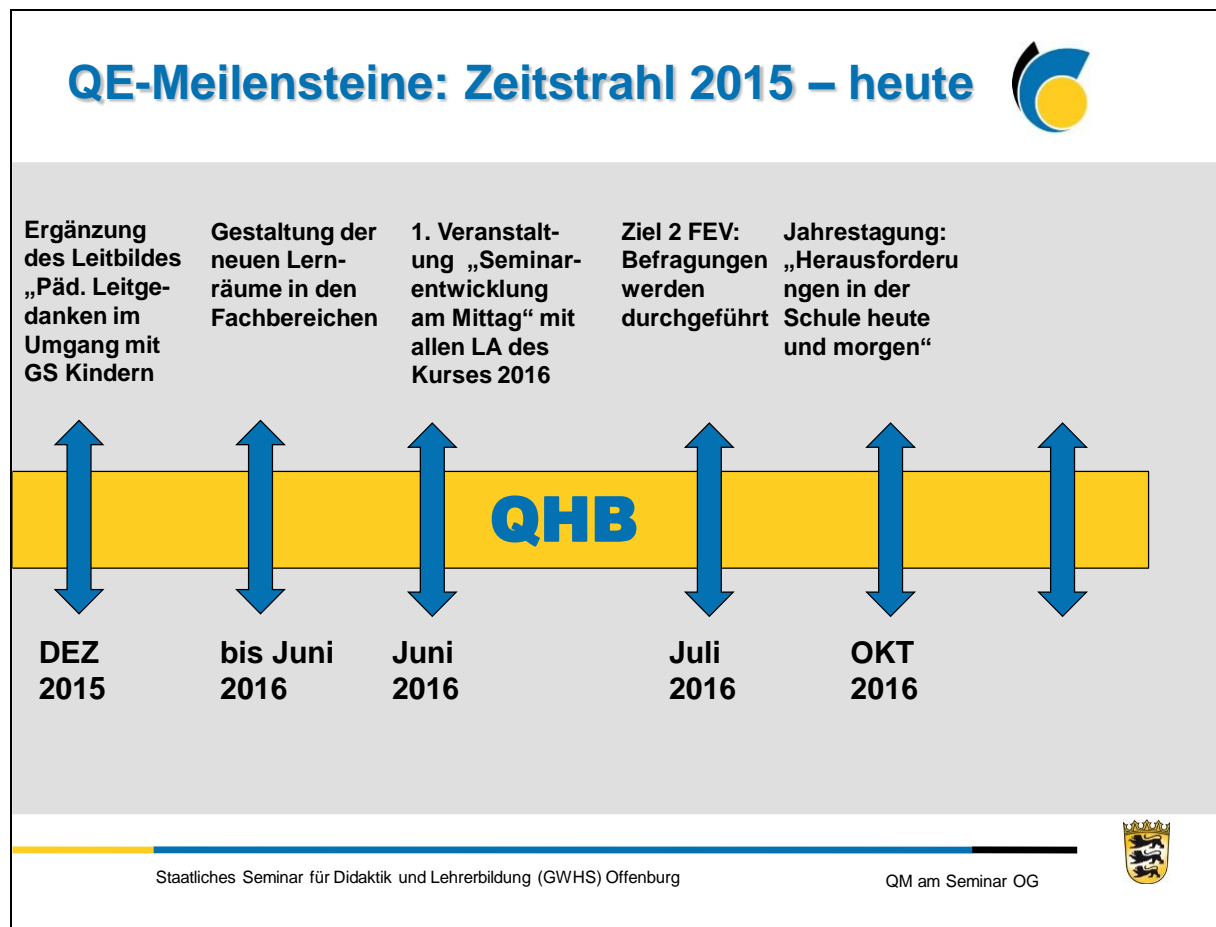 QE-Meilensteine: Zeitstrahl 2015 – heute
Ergänzung
des Leitbildes
„Päd. Leitge-
danken im
Umgang mit
GS Kindern
Gestaltung der
neuen Lern-
räume in den
Fachbereichen
1. Veranstalt-
ung „Seminar-
entwicklung
am Mittag“ mit
allen LA des
Kurses 2016
Ziel 2 FEV:
Befragungen
werden
durchgeführt
Jahrestagung:
„Herausforderu
ngen in der
Schule heute
und morgen“
QHB
DEZ
2015
bis Juni
2016
Juni
2016
Juli
2016
OKT
2016
Staatliches Seminar für Didaktik und Lehrerbildung (GWHS) Offenburg
QM am Seminar OG